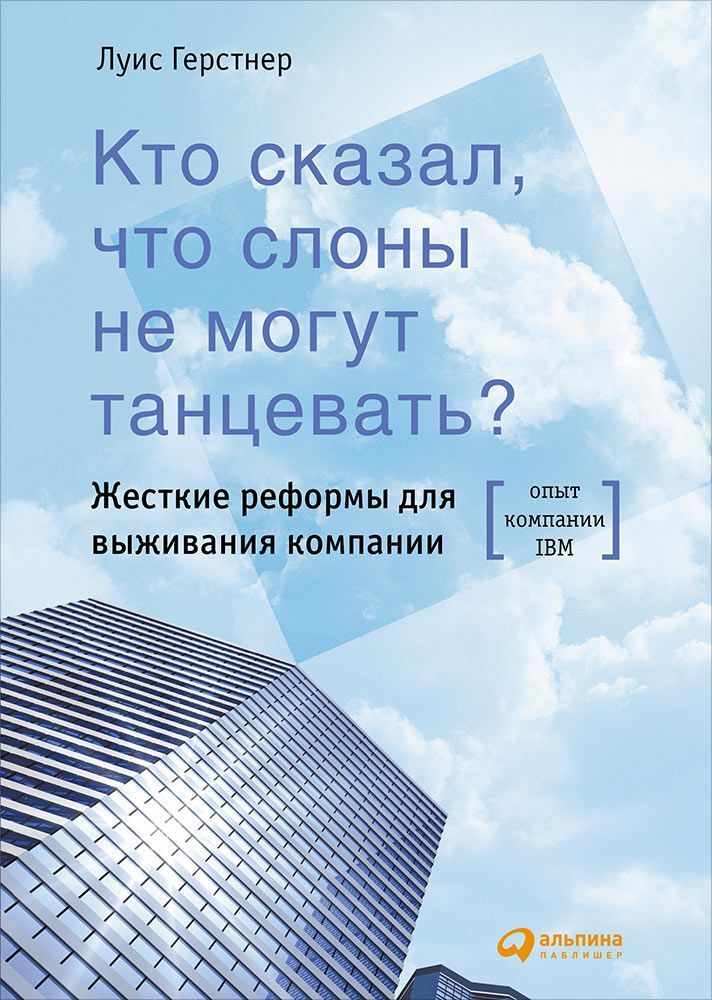 Луис Герстнер
Кто сказал,
что слоны
не могут
танцевать?
Жесткие реформы для
выживания компании
опыт
компании
IBM
альпина
ПАБЛИШЕР